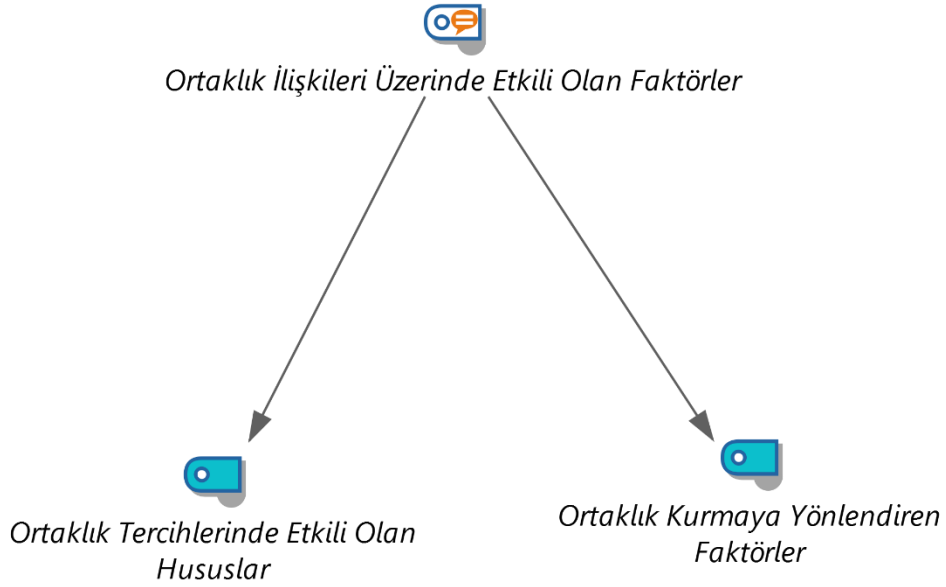 Ortaklık İlişkileri Üzerinde Etkili Olan Faktörler
Ortaklık Tercihlerinde Etkili Olan
Hususlar
Ortaklık Kurmaya Yönlendiren
Faktörler